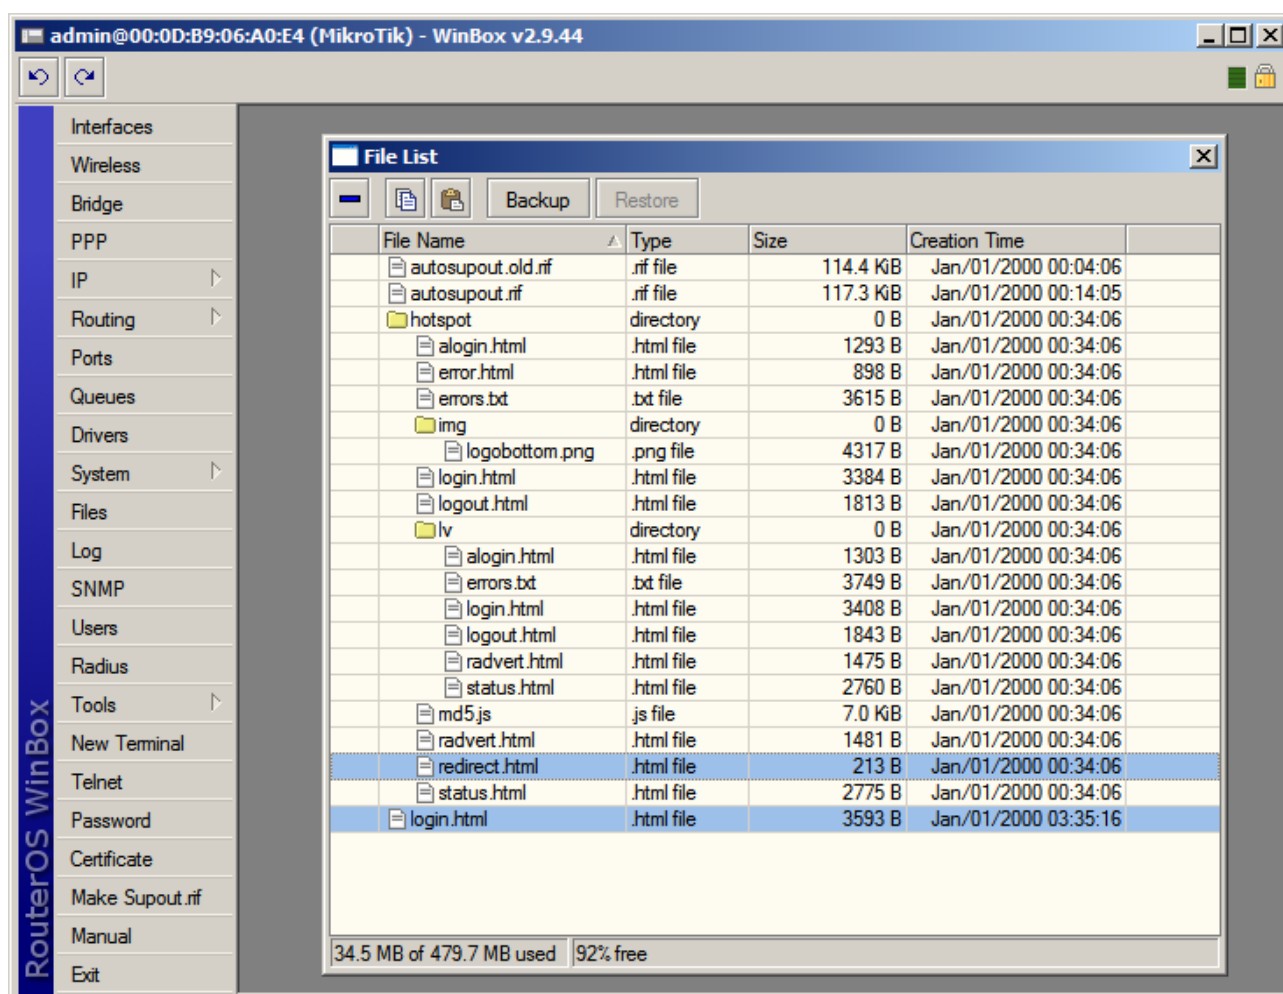 admin@00:0D:B9:06:A0:E4 (MikroTik) - WinBox v2.9.44
Interfaces
Wireless
Bridge
PPP
IP
Routing
Ports
Queues
Drivers
System
Files
Log
SNMP
Users
Radius
Tools
New Terminal
Telnet
Password
Certificate
Make Supout.rif
Manual
Exit
RouterOS WinBox
File List
Backup Restore
File Name Type Size Creation Time
autosupout.old.rif .rif file 114.4 KiB Jan/01/2000 00:04:06
autosupout.rif .rif file 117.3 KiB Jan/01/2000 00:14:05
hotspot directory 0 B Jan/01/2000 00:34:06
alogin.html .html file 1293 B Jan/01/2000 00:34:06
error.html .html file 898 B Jan/01/2000 00:34:06
errors.txt .txt file 3615 B Jan/01/2000 00:34:06
img directory 0 B Jan/01/2000 00:34:06
logobottom.png .png file 4317 B Jan/01/2000 00:34:06
login.html .html file 3384 B Jan/01/2000 00:34:06
logout.html .html file 1813 B Jan/01/2000 00:34:06
lv directory 0 B Jan/01/2000 00:34:06
alogin.html .html file 1303 B Jan/01/2000 00:34:06
errors.txt .txt file 3749 B Jan/01/2000 00:34:06
login.html .html file 3408 B Jan/01/2000 00:34:06
logout.html .html file 1843 B Jan/01/2000 00:34:06
radvert.html .html file 1475 B Jan/01/2000 00:34:06
status.html .html file 2760 B Jan/01/2000 00:34:06
md5.js .js file 7.0 KiB Jan/01/2000 00:34:06
radvert.html .html file 1481 B Jan/01/2000 00:34:06
redirect.html .html file 213 B Jan/01/2000 00:34:06
status.html .html file 2775 B Jan/01/2000 00:34:06
login.html .html file 3593 B Jan/01/2000 03:35:16
34.5 MB of 479.7 MB used 92% free